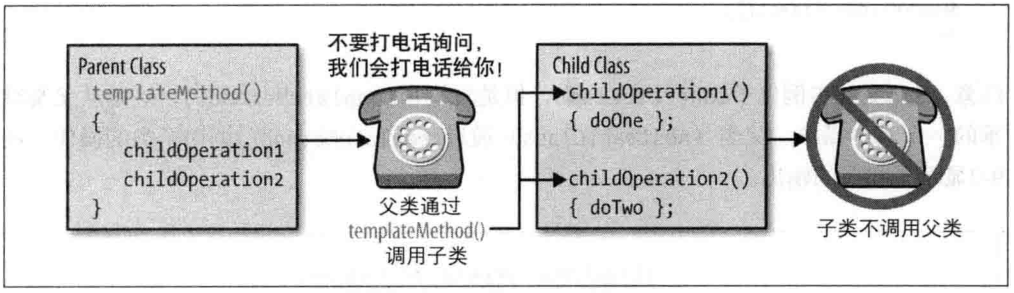 不要打电话询问，
我们会打电话给你！
Parent Class
templateMethod()
{
childOperation1
childOperation2
}
父类通过
templateMethod()
调用子类
Child Class
childOperation1()
{ doOne };
childOperation2()
{ doTwo };
子类不调用父类